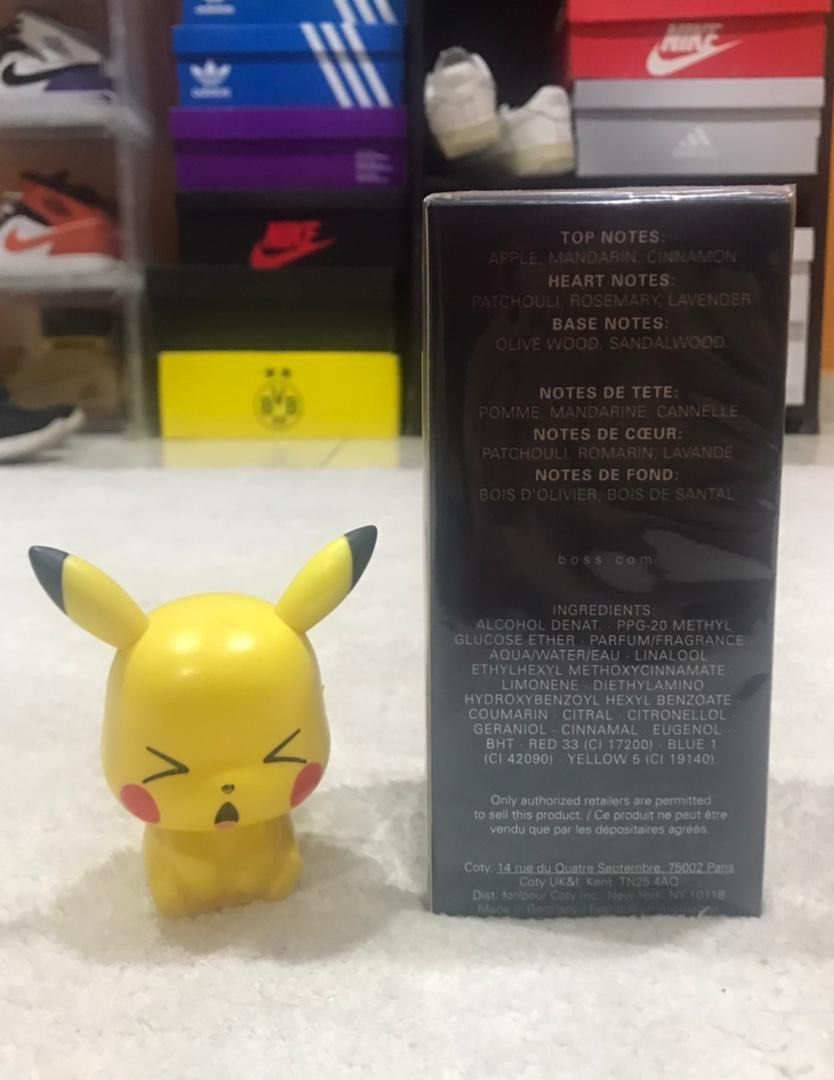 adidas
NIKE
NIKE
BVB
09
TOP NOTES:
APPLE, MANDARIN, CINNAMON
HEART NOTES:
PATCHOULI, ROSEMARY, LAVENDER
BASE NOTES:
OLIVE WOOD, SANDALWOOD
NOTES DE TETE:
POMME, MANDARINE, CANNELLE
NOTES DE CŒUR:
PATCHOULI, ROMARIN, LAVANDE
NOTES DE FOND:
BOIS D'OLIVIER, BOIS DE SANTAL
boss.com
INGREDIENTS:
ALCOHOL DENAT. · PPG-20 METHYL
GLUCOSE ETHER · PARFUM/FRAGRANCE ·
AQUA/WATER/EAU · LINALOOL ·
ETHYLHEXYL METHOXYCINNAMATE ·
LIMONENE · DIETHYLAMINO
HYDROXYBENZOYL HEXYL BENZOATE ·
COUMARIN · CITRAL · CITRONELLOL ·
GERANIOL · CINNAMAL · EUGENOL ·
BHT · RED 33 (CI 17200) · BLUE 1
(CI 42090) · YELLOW 5 (CI 19140).
Only authorized retailers are permitted
to sell this product. / Ce produit ne peut être
vendu que par les dépositaires agréés.
Coty, 14 rue du Quatre Septembre, 75002 Paris
Coty UK&I, Kent, TN25 4AQ
Dist. for/pour Coty Inc. New York, NY 10118
Made in Germany